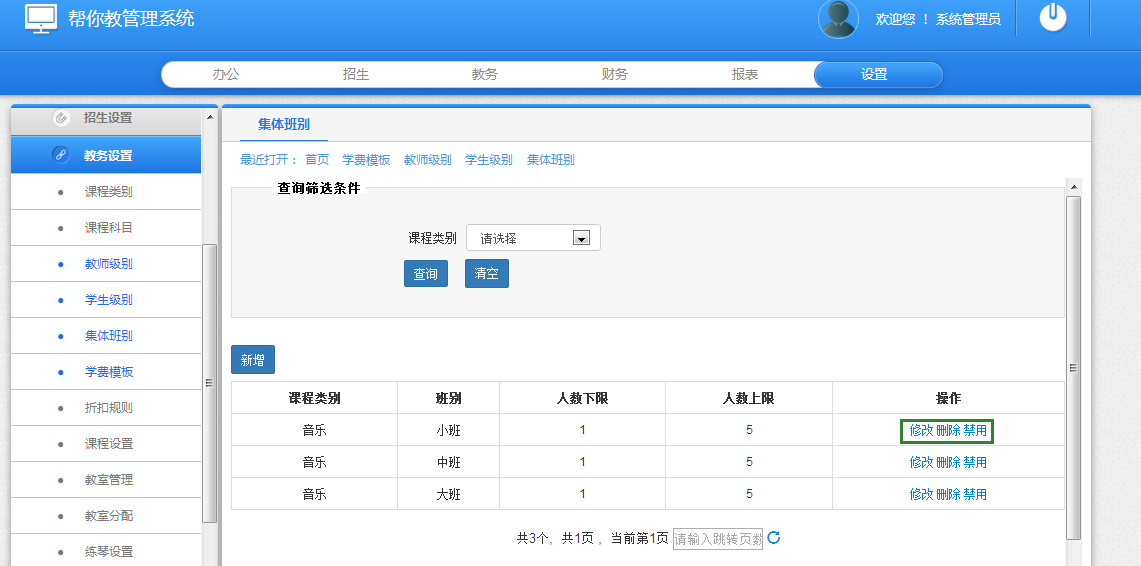 帮你教管理系统
欢迎您 ！ 系统管理员
办公 招生 教务 财务 报表 设置
招生设置
教务设置
课程类别
课程科目
教师级别
学生级别
集体班别
学费模板
折扣规则
课程设置
教室管理
教室分配
练琴设置
集体班别
最近打开： 首页 学费模板 教师级别 学生级别 集体班别
查询筛选条件
课程类别 请选择
查询 清空
新增
课程类别 班别 人数下限 人数上限 操作
音乐 小班 1 5 修改 删除 禁用
音乐 中班 1 5 修改 删除 禁用
音乐 大班 1 5 修改 删除 禁用
共3个，共1页 ，当前第1页 请输入跳转页数